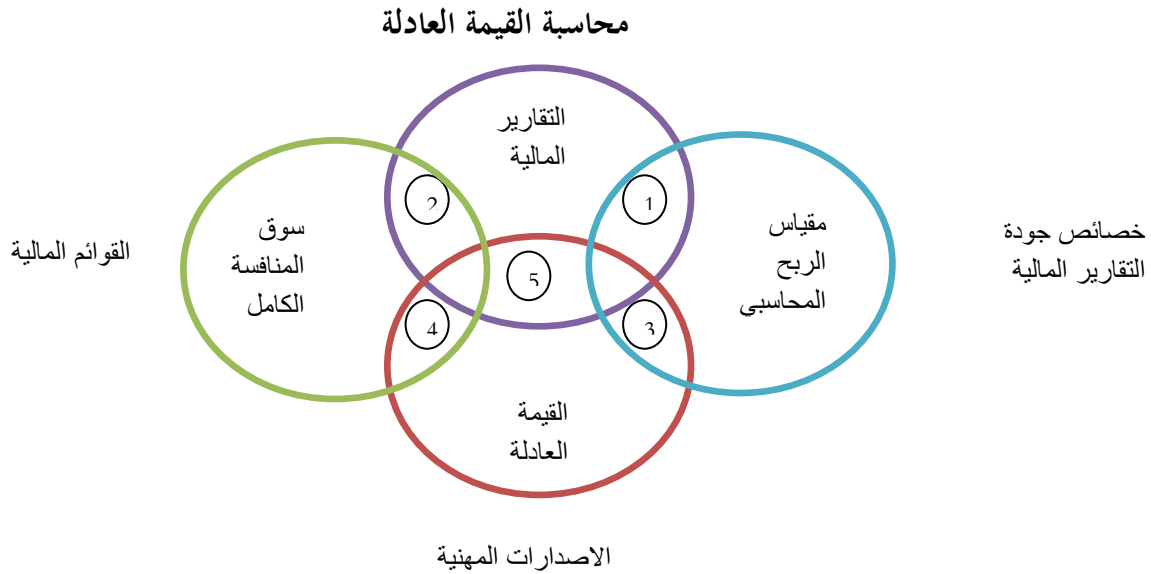 محاسبة القيمة العادلة
التقارير
المالية
1
2
مقياس
الربح
المحاسبي
خصائص جودة
التقارير المالية
سوق
المنافسة
الكامل
القوائم المالية
5
3
4
القيمة
العادلة
الاصدارات المهنية